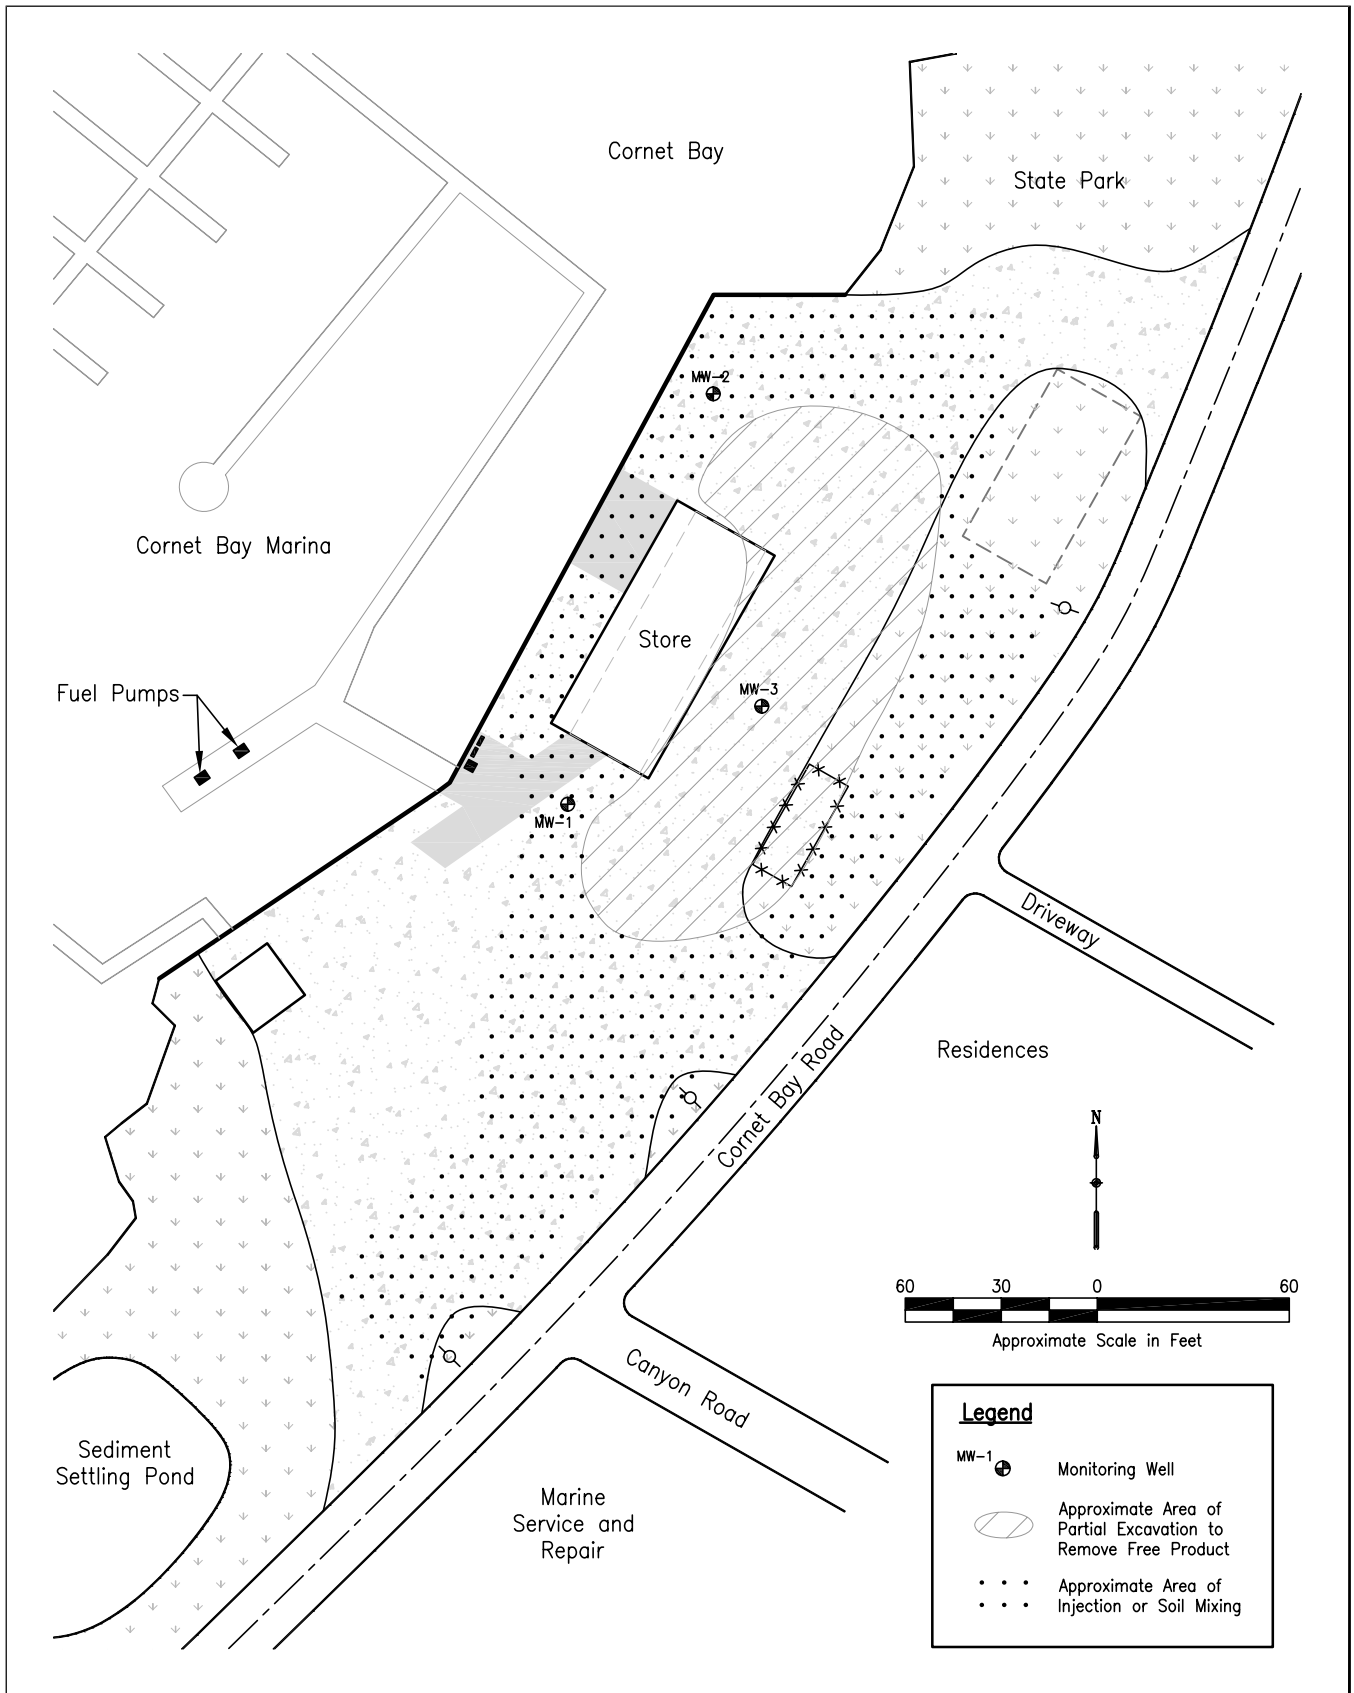 Cornet Bay
State Park
MW-2
Cornet Bay Marina
Store
Fuel Pumps
MW-3
MW-1
Driveway
Cornet Bay Road
Residences
N
60 30 0 60
Approximate Scale in Feet
Canyon Road
Sediment
Settling Pond
Marine
Service and
Repair
Legend
MW-1
Monitoring Well
Approximate Area of
Partial Excavation to
Remove Free Product
Approximate Area of
Injection or Soil Mixing